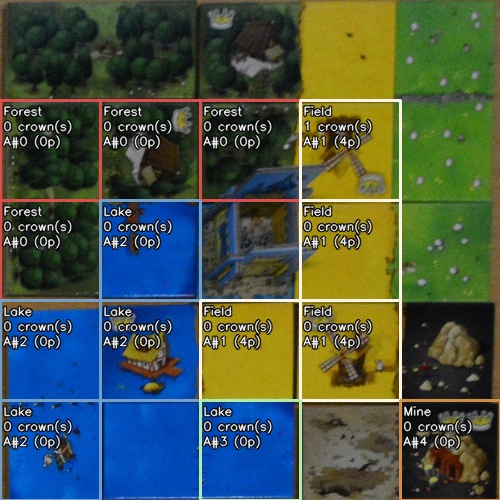 Forest
0 crown(s)
A#0 (0p)
Forest
0 crown(s)
A#0 (0p)
Forest
0 crown(s)
A#0 (0p)
Field
1 crown(s)
A#1 (4p)
Forest
0 crown(s)
A#0 (0p)
Lake
0 crown(s)
A#2 (0p)
Field
0 crown(s)
A#1 (4p)
Lake
0 crown(s)
A#2 (0p)
Lake
0 crown(s)
A#2 (0p)
Field
0 crown(s)
A#1 (4p)
Field
0 crown(s)
A#1 (4p)
Lake
0 crown(s)
A#2 (0p)
Lake
0 crown(s)
A#3 (0p)
Mine
0 crown(s)
A#4 (0p)